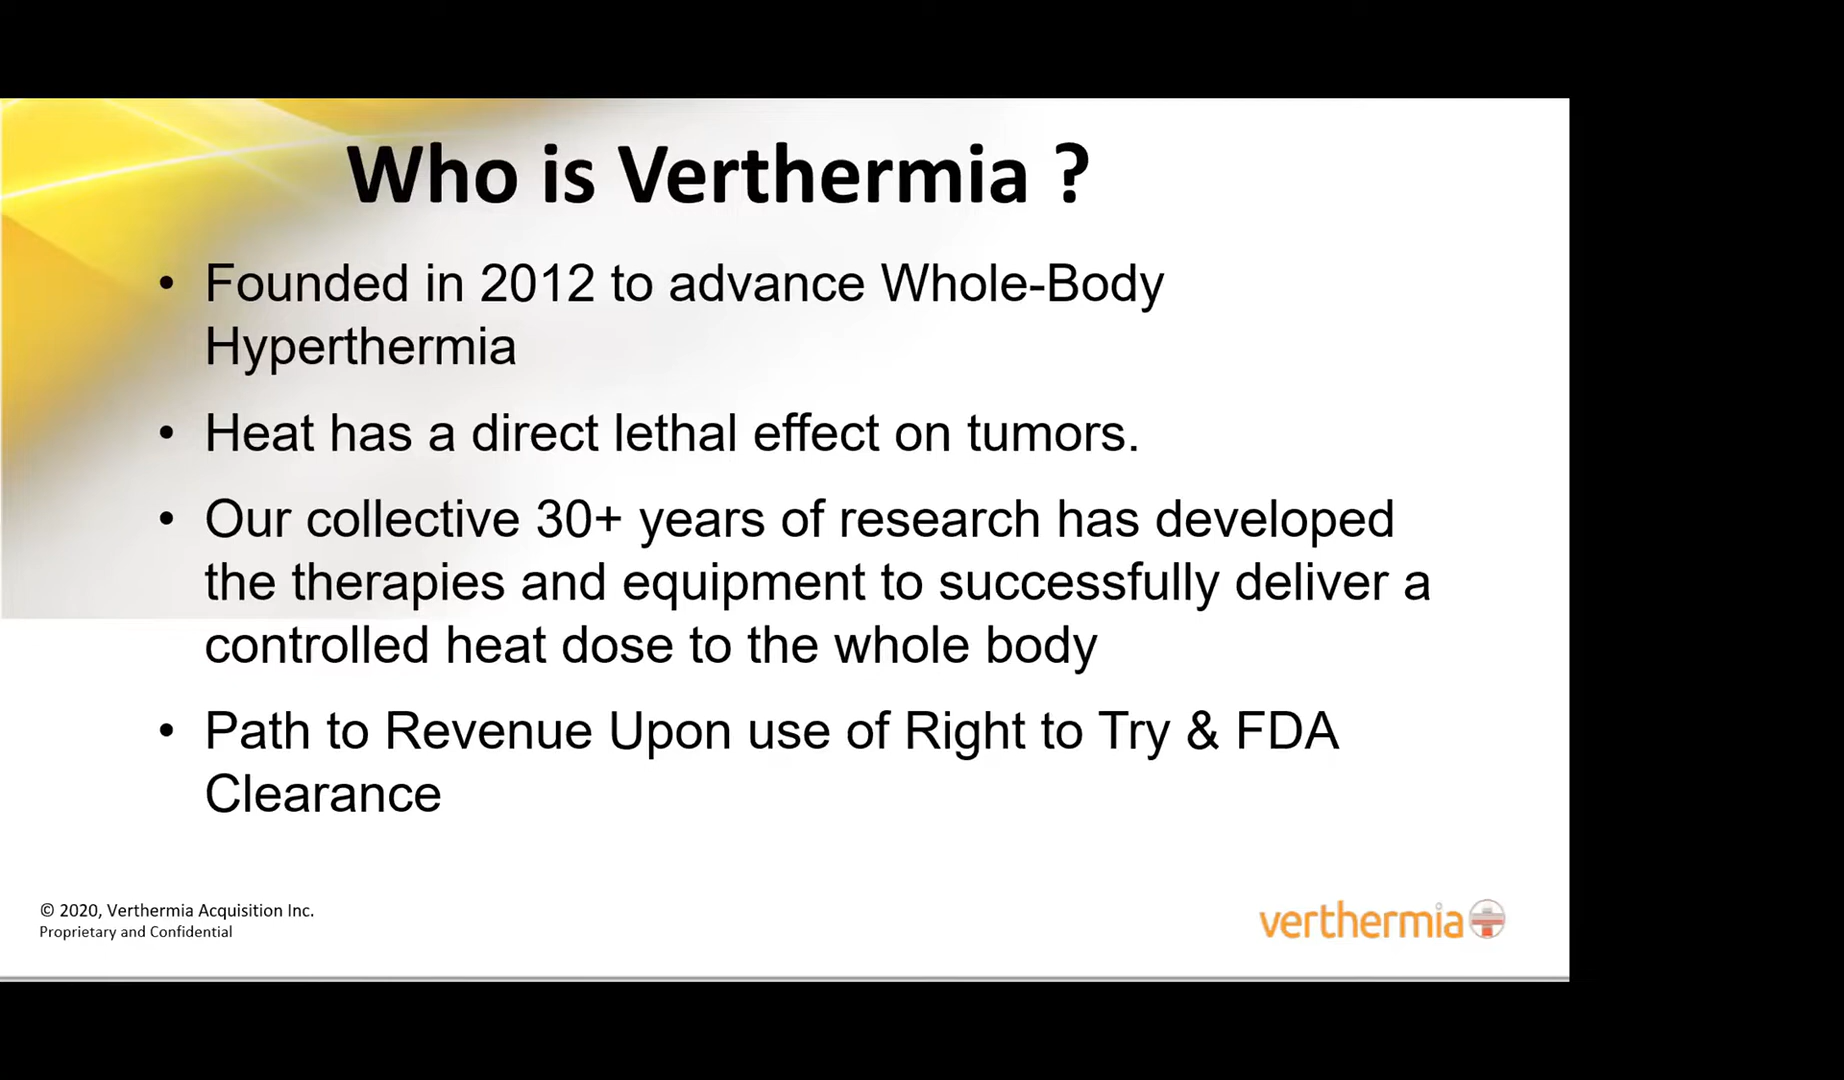 Who is Verthermia ?
• Founded in 2012 to advance Whole-Body
Hyperthermia
• Heat has a direct lethal effect on tumors.
• Our collective 30+ years of research has developed
the therapies and equipment to successfully deliver a
controlled heat dose to the whole body
• Path to Revenue Upon use of Right to Try & FDA
Clearance
© 2020, Verthermia Acquisition Inc.
Proprietary and Confidential
verthermia